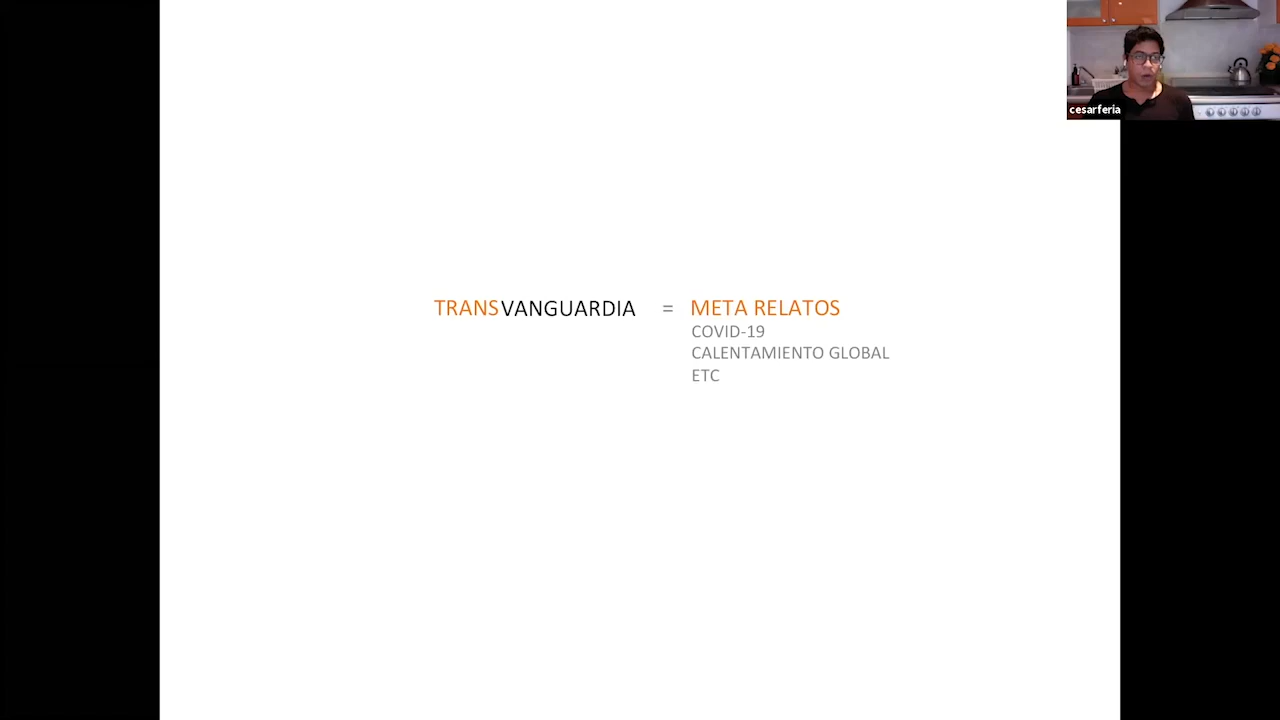 cesarferia
TRANSVANGUARDIA = META RELATOS
COVID-19
CALENTAMIENTO GLOBAL
ETC